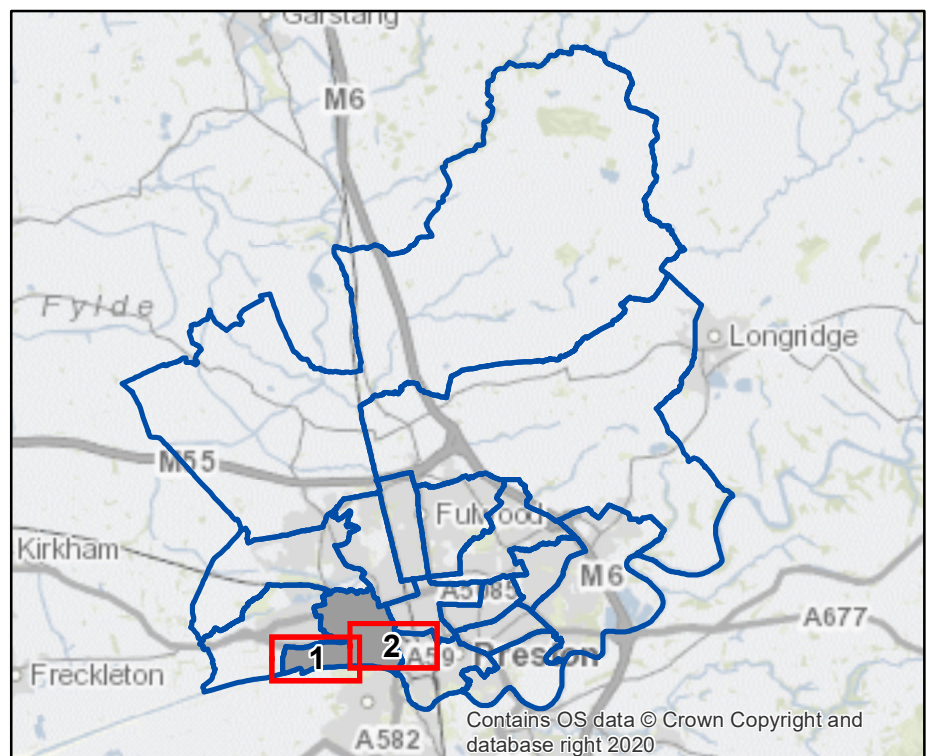 Garstang
M6
Fylde
Longridge
M55
Fulwood
Kirkham
M6
A5085
A677
1
2
A59
Preston
Freckleton
A582
Contains OS data © Crown Copyright and
database right 2020